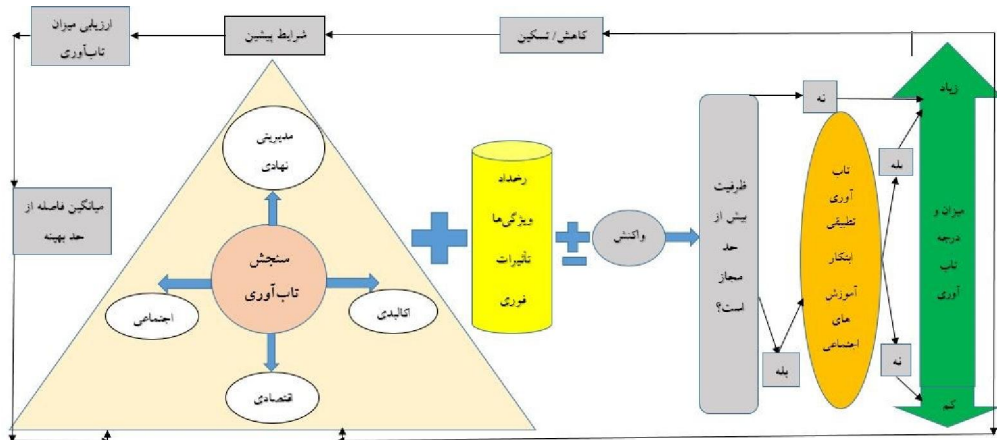 ارزیابی میزان
تاب‌آوری
شرایط پیشین
کاهش/ تسکین
میانگین فاصله از
حد بهینه
مدیریتی
نهادی
سنجش
تاب‌آوری
اجتماعی
اکالبدی
اقتصادی
رخداد
ویژگی‌ها
تأثیرات
فوری
واکنش
ظرفیت
بیش از
حد
مجاز
است؟
نه
بله
تاب
آوری
تطبیقی
ابتکار
آموزش
های
اجتماعی
بله
نه
زیاد
میزان و
درجه
تاب
آوری
کم